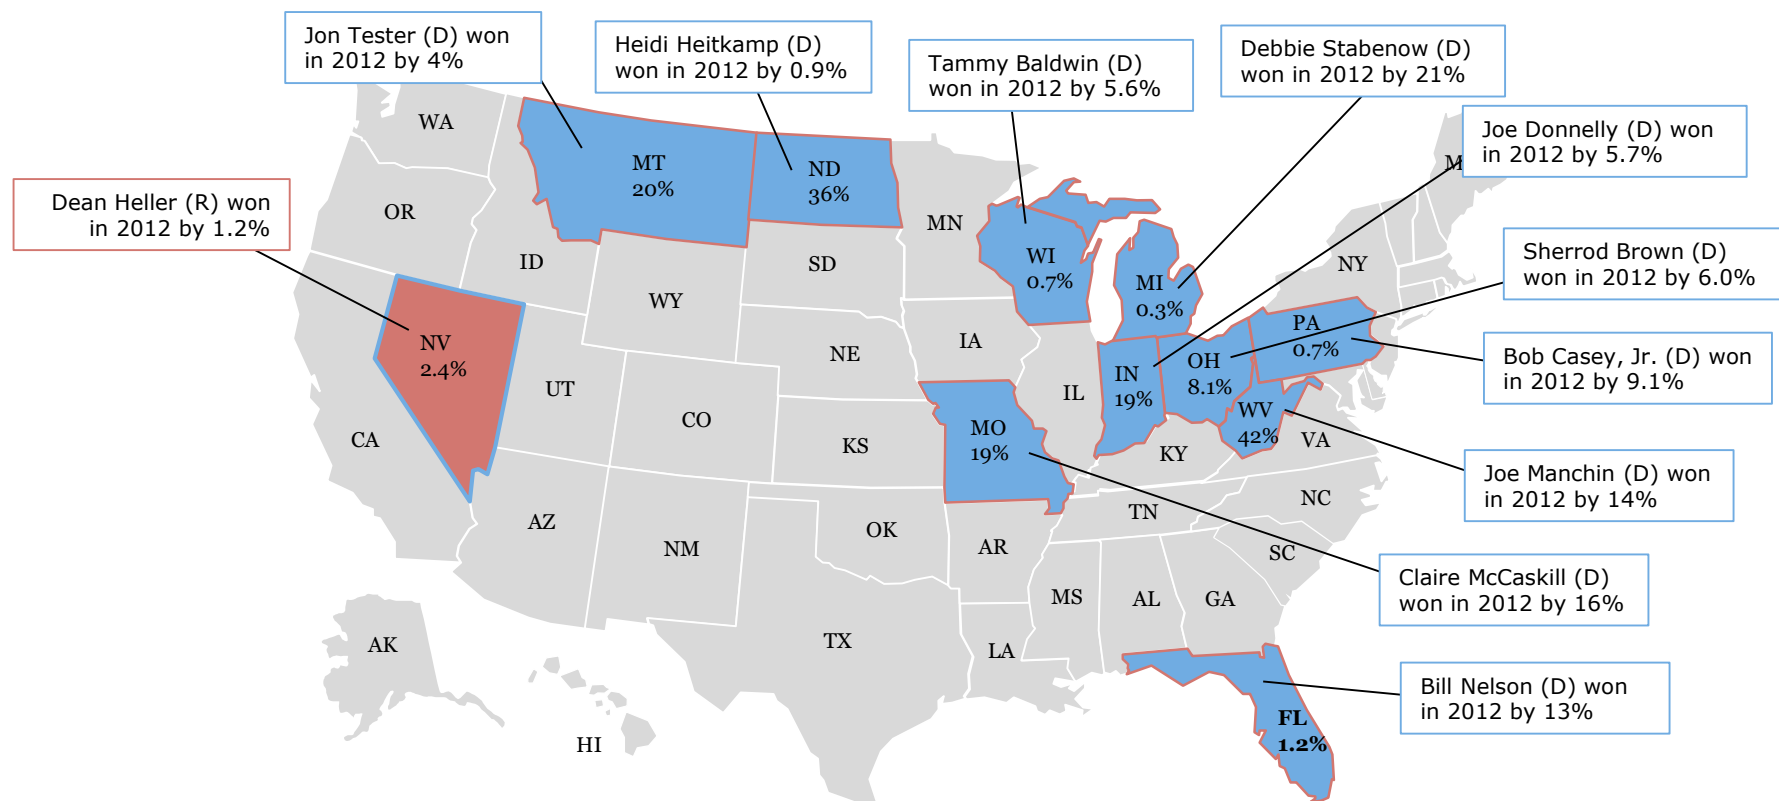 Jon Tester (D) won
in 2012 by 4%
Heidi Heitkamp (D)
won in 2012 by 0.9%
Tammy Baldwin (D)
won in 2012 by 5.6%
Debbie Stabenow (D)
won in 2012 by 21%
Joe Donnelly (D) won
in 2012 by 5.7%
Dean Heller (R) won
in 2012 by 1.2%
Sherrod Brown (D)
won in 2012 by 6.0%
Bob Casey, Jr. (D) won
in 2012 by 9.1%
Joe Manchin (D) won
in 2012 by 14%
Claire McCaskill (D)
won in 2012 by 16%
Bill Nelson (D) won
in 2012 by 13%
WA
MT
20%
ND
36%
OR
ID
MN
WI
0.7%
MI
0.3%
NY
SD
WY
NV
2.4%
UT
NE
IA
IL
IN
19%
OH
8.1%
PA
0.7%
WV
42%
VA
CA
CO
KS
MO
19%
KY
AZ
NM
OK
AR
TN
NC
SC
MS
AL
GA
TX
LA
AK
HI
FL
1.2%